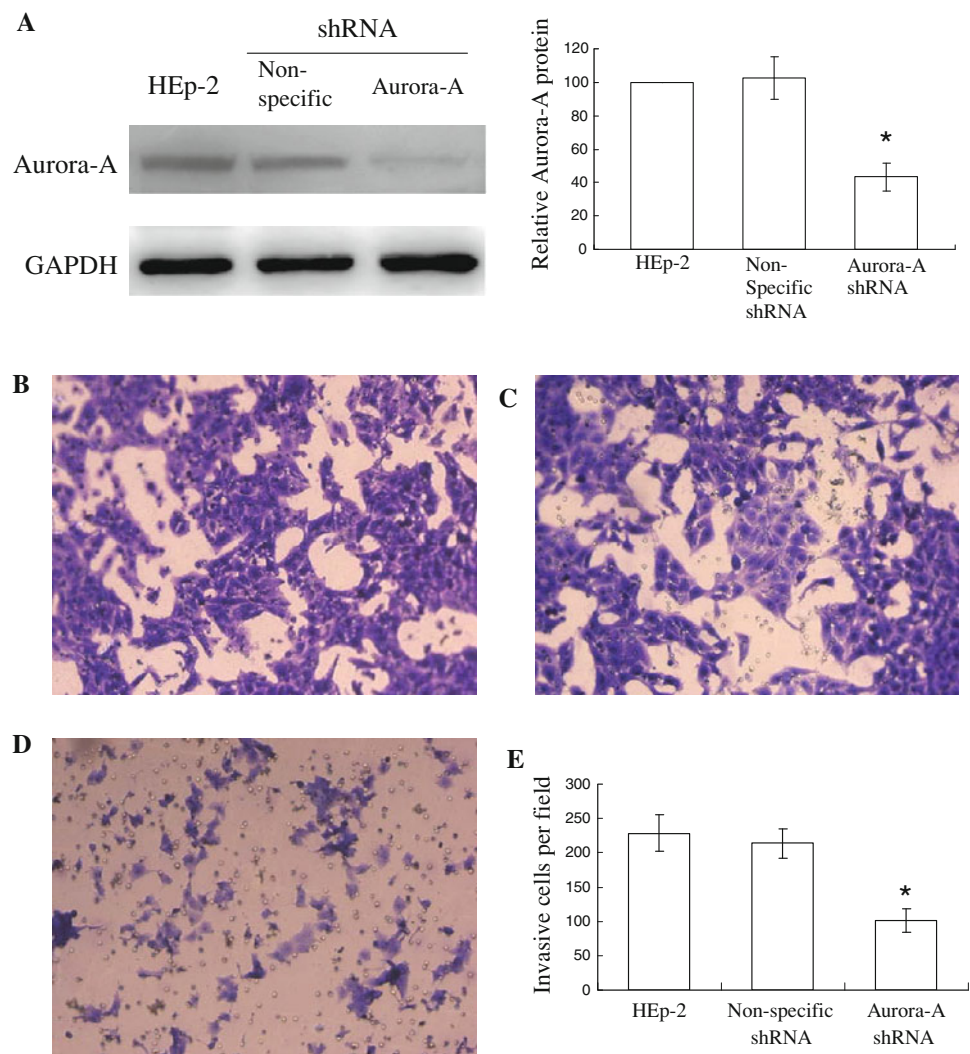 A
shRNA
HEp-2
Non-
specific
Aurora-A
Aurora-A
GAPDH
Relative Aurora-A protein
120
100
80
60
40
20
0
*
HEp-2
Non-
Specific
shRNA
Aurora-A
shRNA
B
C
D
E
Invasive cells per field
300
250
200
150
100
50
0
*
HEp-2
Non-specific
shRNA
Aurora-A
shRNA